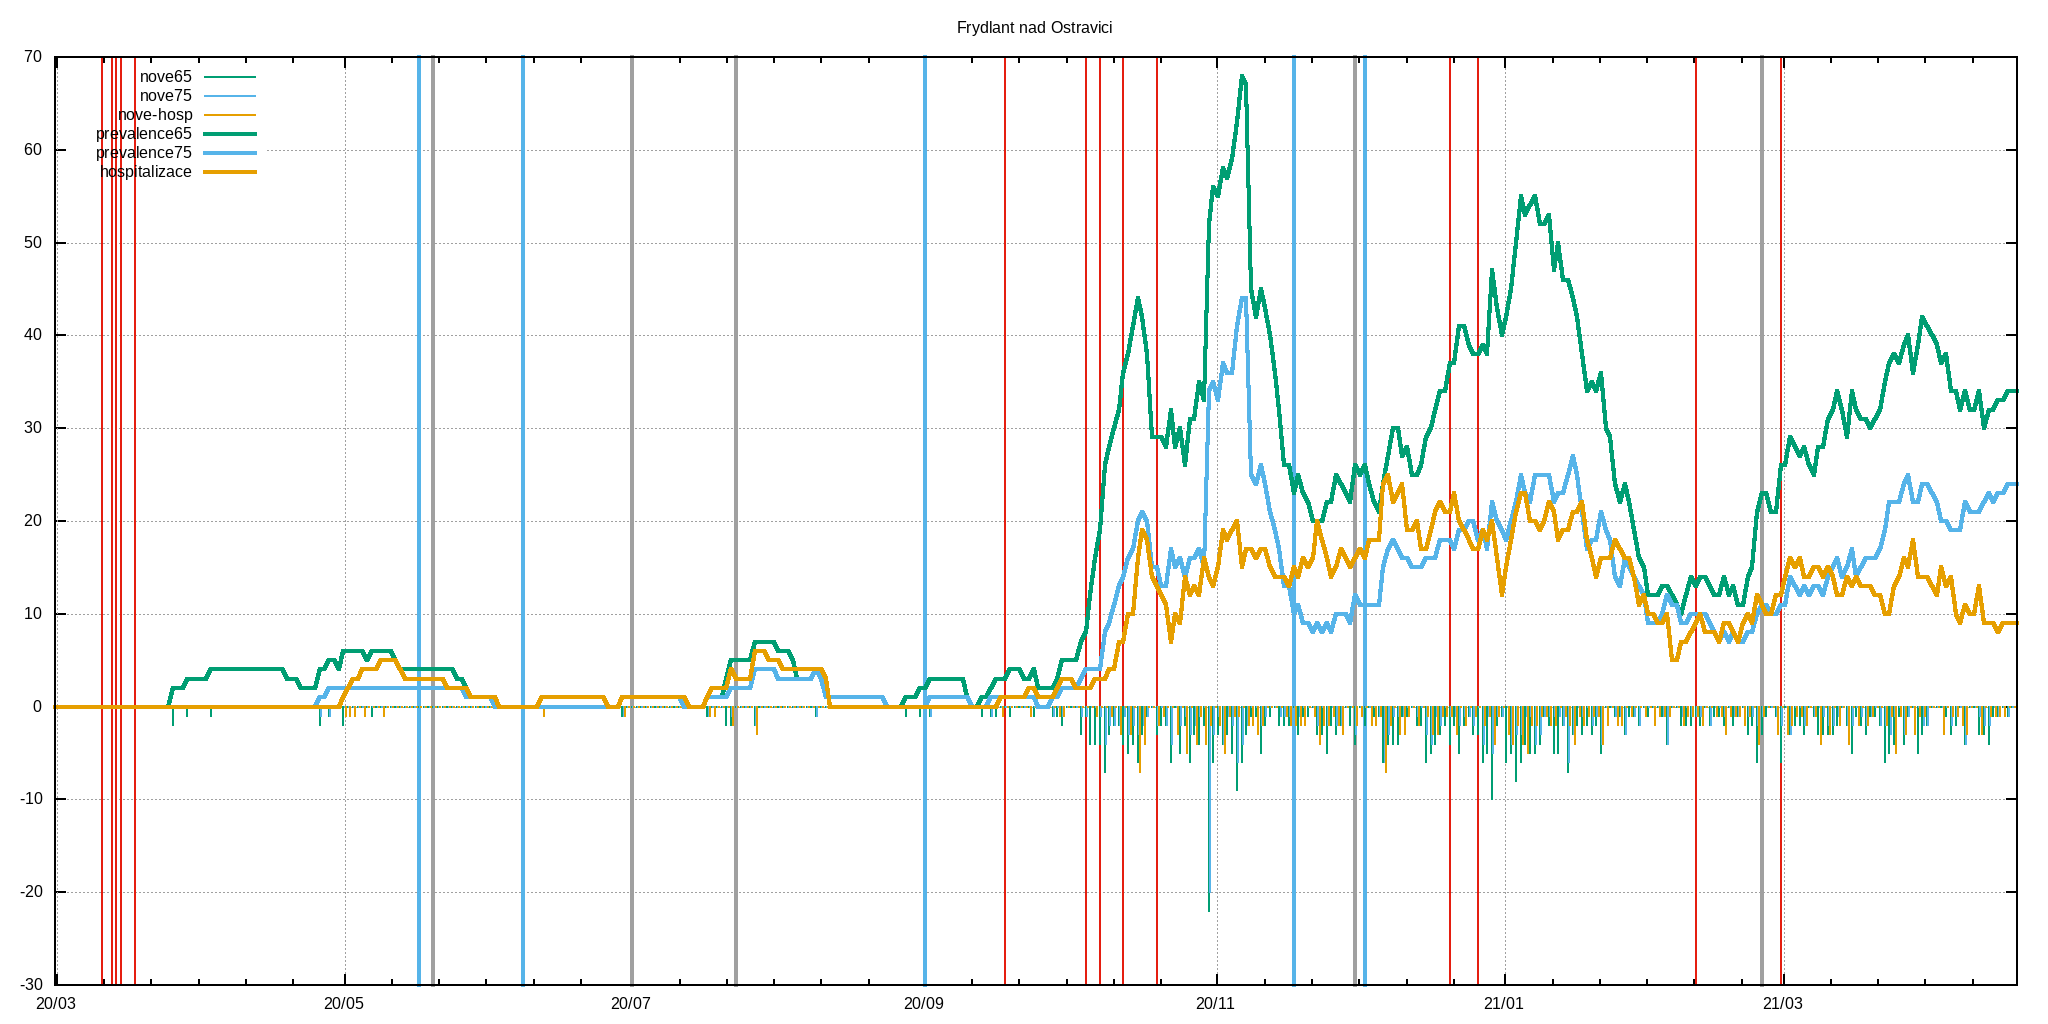 Frydlant nad Ostravici
70
60
50
40
30
20
10
0
-10
-20
-30
nove65
nove75
nove-hosp
prevalence65
prevalence75
hospitalizace
20/03 20/05 20/07 20/09 20/11 21/01 21/03